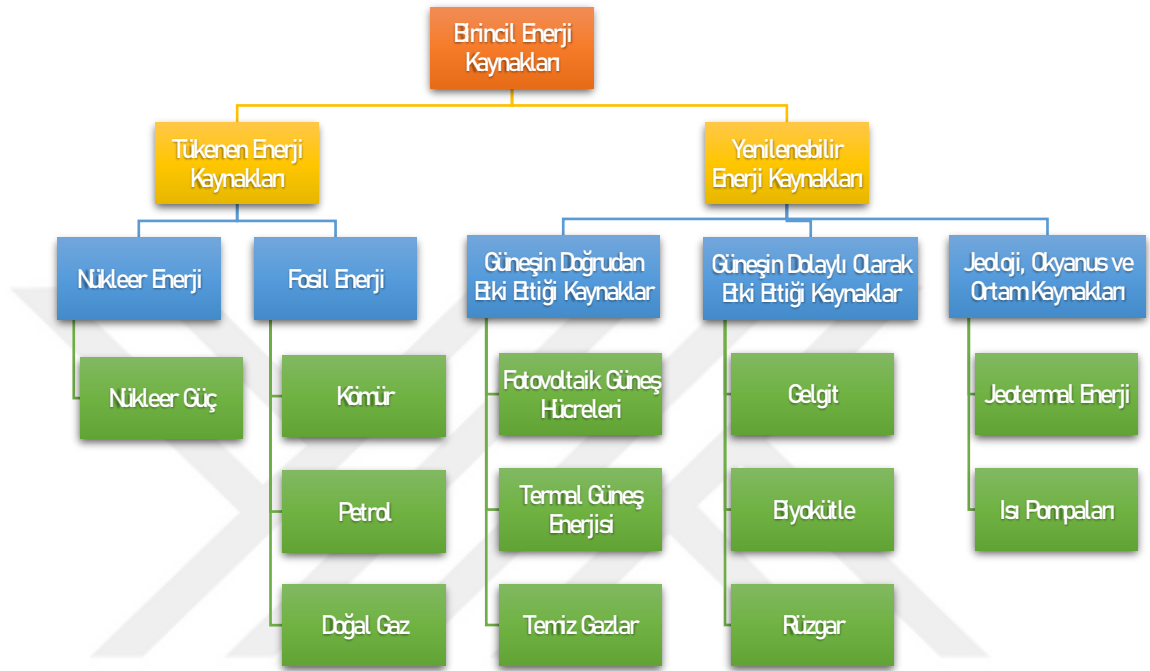 Birincil Enerji
Kaynakları
Tükenen Enerji
Kaynakları
Yenilenebilir
Enerji Kaynakları
Nükleer Enerji
Fosil Enerji
Güneşin Doğrudan
Etki Ettiği Kaynaklar
Güneşin Dolaylı Olarak
Etki Ettiği Kaynaklar
Jeoloji, Okyanus ve
Ortam Kaynakları
Nükleer Güç
Kömür
Petrol
Doğal Gaz
Fotovoltaik Güneş
Hücreleri
Termal Güneş
Enerjisi
Temiz Gazlar
Gelgit
Biyokütle
Rüzgar
Jeotermal Enerji
Isı Pompaları